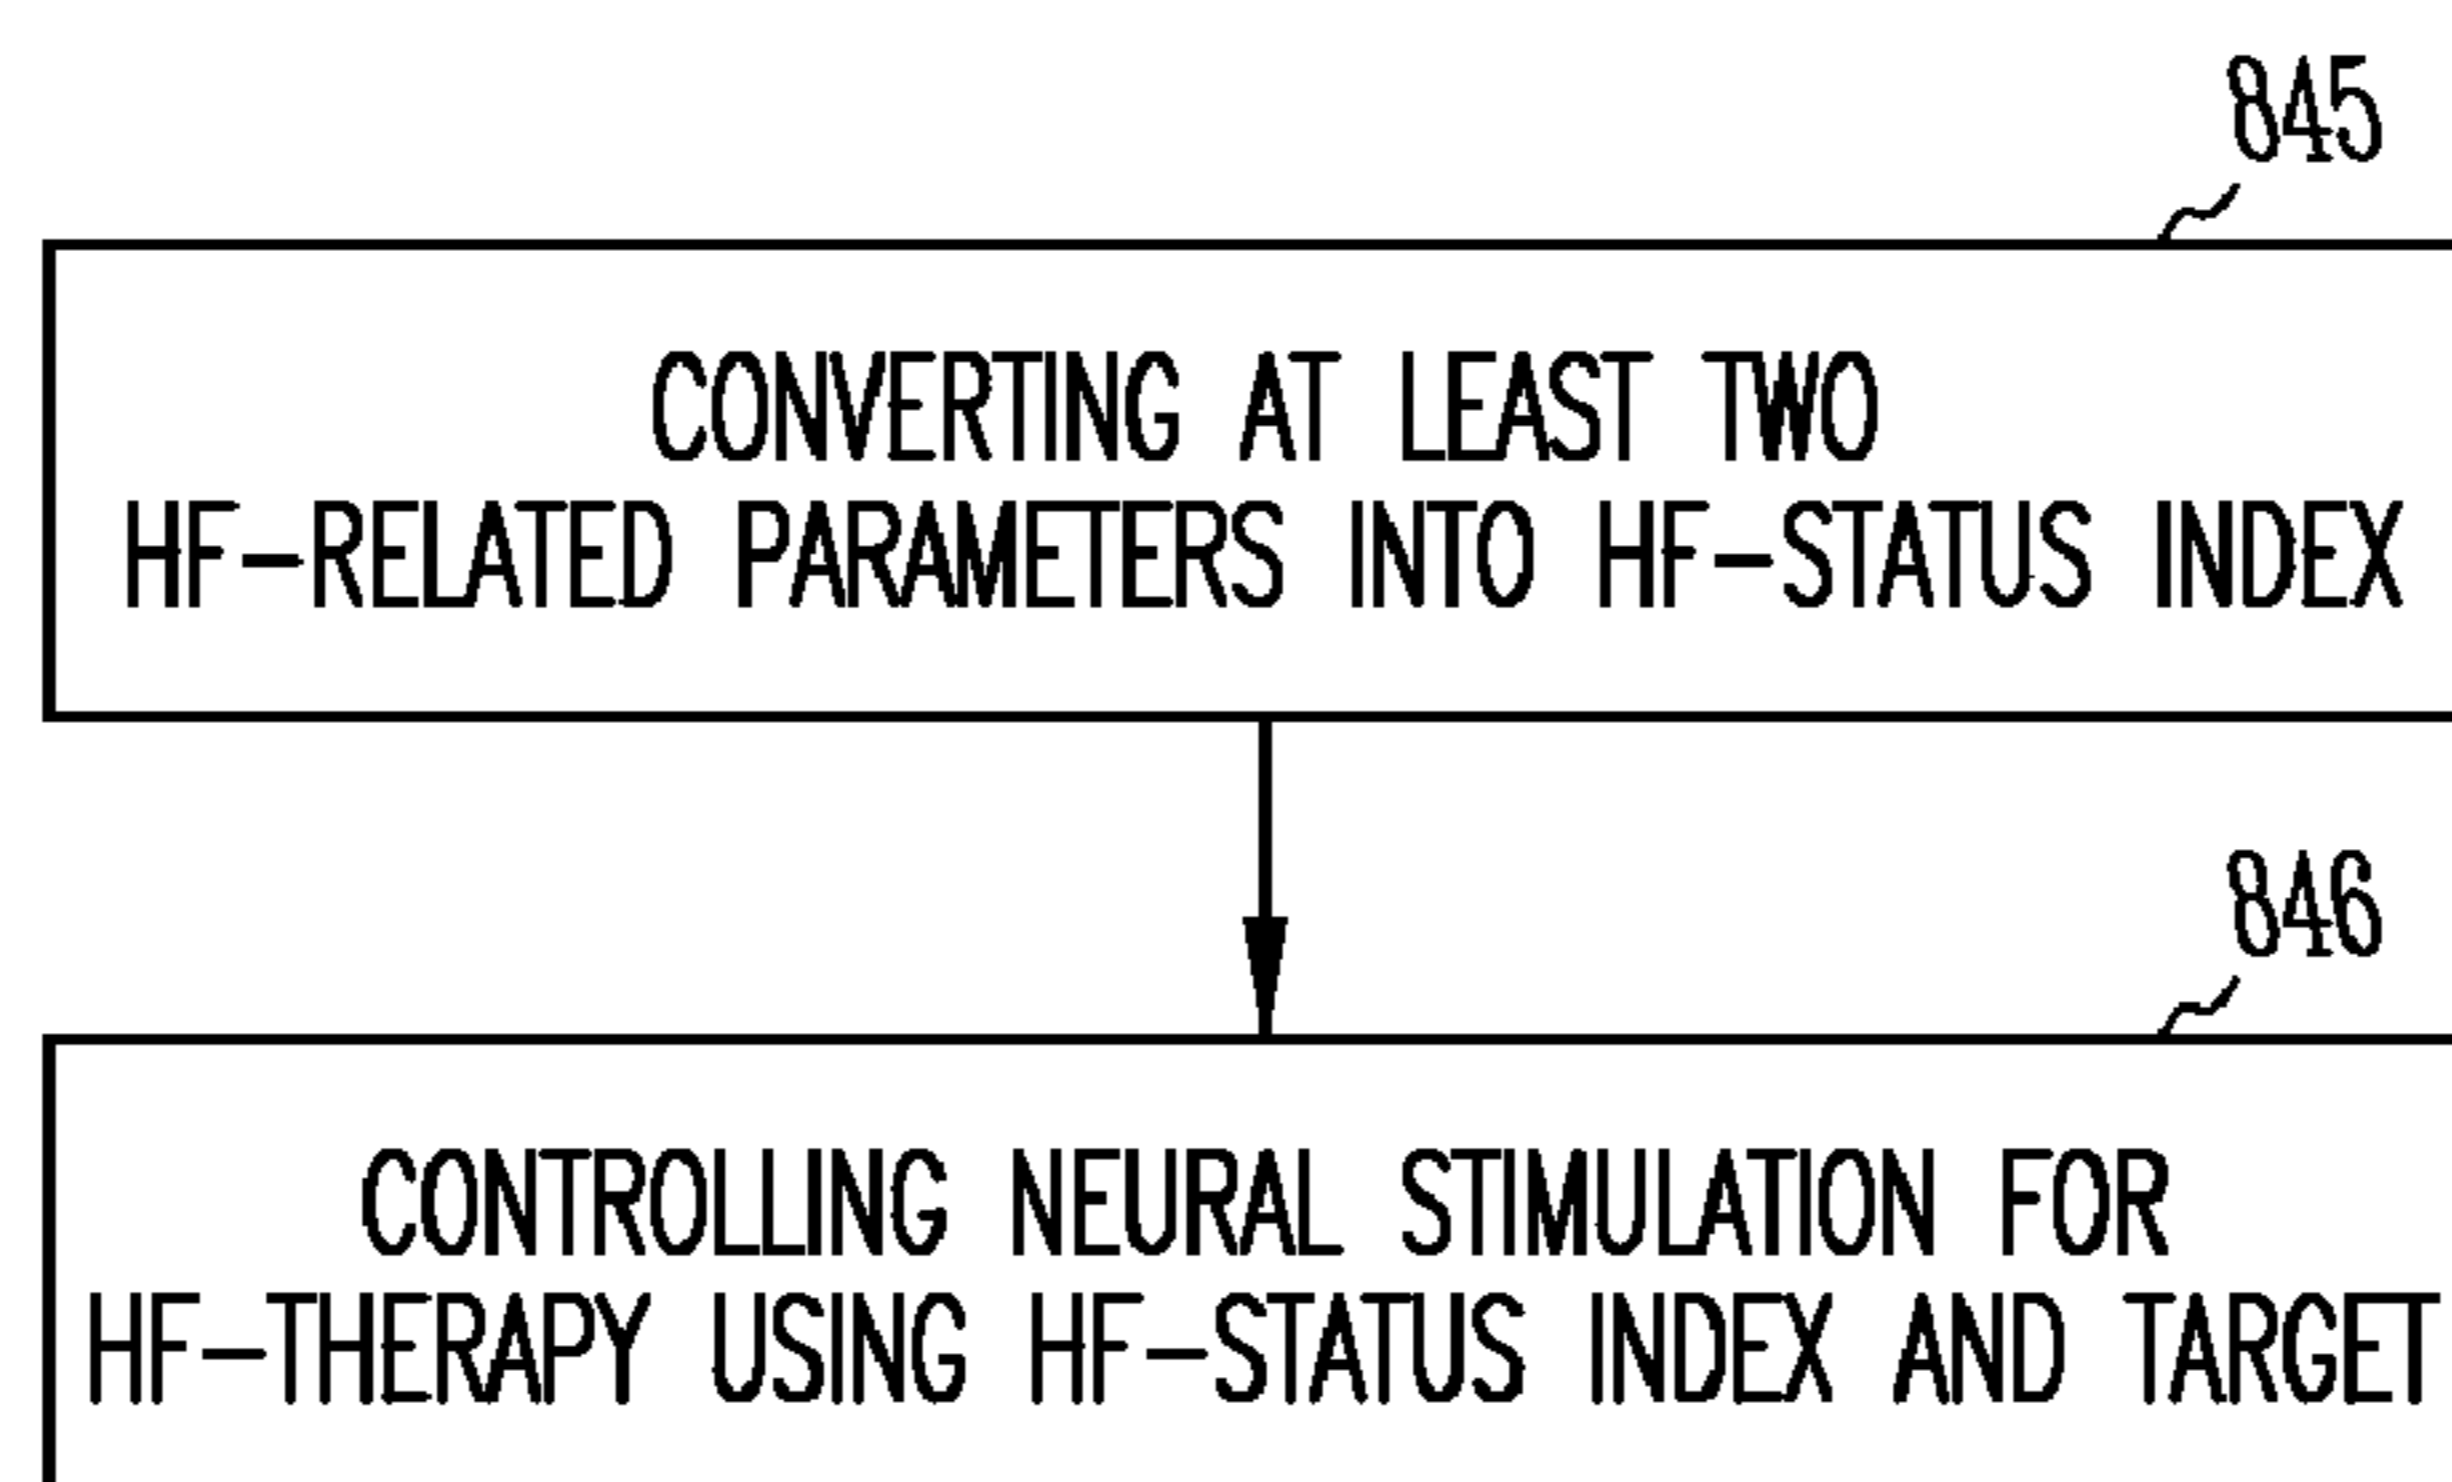 845
CONVERTING AT LEAST TWO
HF-RELATED PARAMETERS INTO HF-STATUS INDEX
846
CONTROLLING NEURAL STIMULATION FOR
HF-THERAPY USING HF-STATUS INDEX AND TARGET